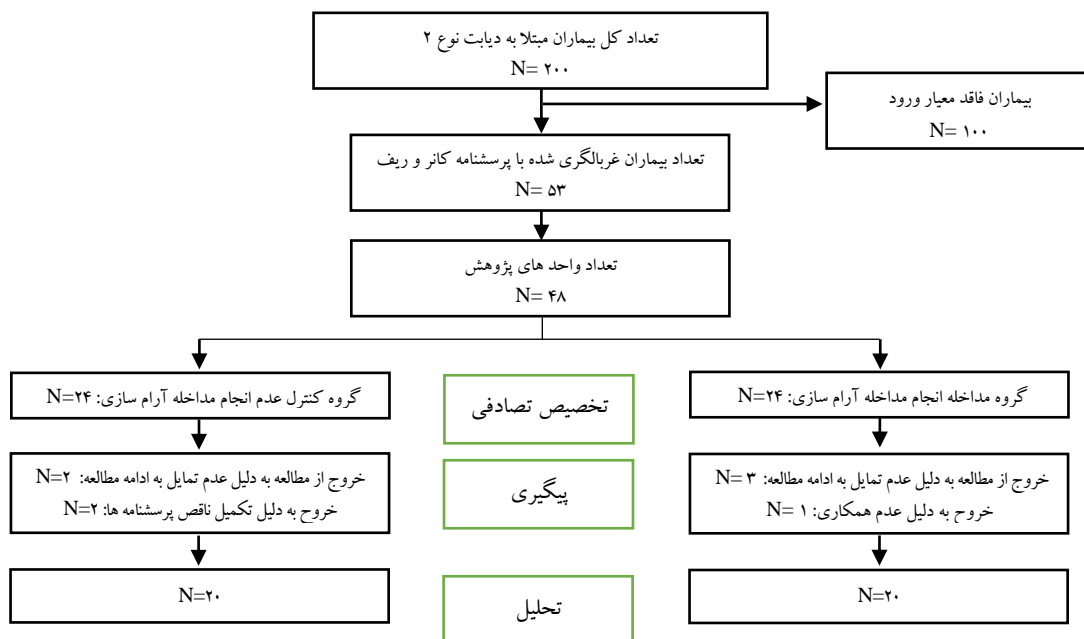 تعداد کل بیماران مبتلا به دیابت نوع ۲
N= ۲۰۰
بیماران فاقد معیار ورود
N= ۱۰۰
تعداد بیماران غربالگری شده با پرسشنامه کانر و ریف
N= ۵۳
تعداد واحد های پژوهش
N= ۴۸
گروه مداخله انجام مداخله آرام سازی: N=۲۴
تخصیص تصادفی
گروه کنترل عدم انجام مداخله آرام سازی: N=۲۴
خروج از مطالعه به دلیل عدم تمایل به ادامه مطالعه: N= ۳
خروح به دلیل عدم همکاری: N= ۱
پیگیری
خروج از مطالعه به دلیل عدم تمایل به ادامه مطالعه: N=۲
خروح به دلیل تکمیل ناقص پرسشنامه ها: N=۲
N=۲۰
تحلیل
N=۲۰